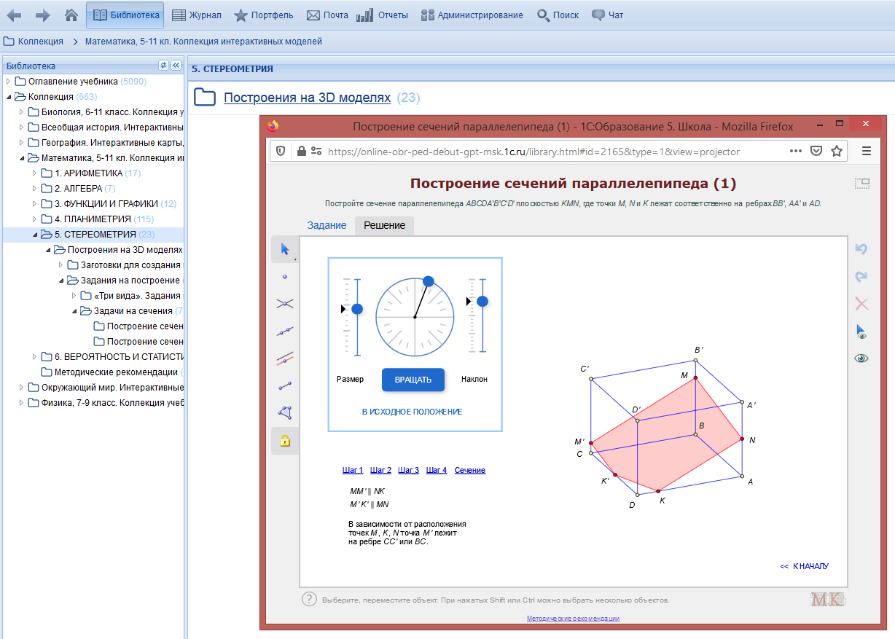 Библиотека Журнал Портфель Почта Отчеты Администрирование Поиск Чат
Коллекция > Математика, 5-11 кл. Коллекция интерактивных моделей
Библиотека
Оглавление учебника (5090)
Коллекция (663)
Биология, 6-11 класс. Коллекция у
Всеобщая история. Интерактивны
География. Интерактивные карты,
Математика, 5-11 кл. Коллекция ин
1. АРИФМЕТИКА (17)
2. АЛГЕБРА (7)
3. ФУНКЦИИ И ГРАФИКИ (12)
4. ПЛАНИМЕТРИЯ (115)
5. СТЕРЕОМЕТРИЯ (23)
Построения на 3D моделях
Заготовки для создания
Задания на построение
«Три вида». Задания
Задачи на сечения (7
Построение сечен
Построение сечен
6. ВЕРОЯТНОСТЬ И СТАТИСТИ
Методические рекомендации (
Окружающий мир. Интерактивные
Физика, 7-9 класс. Коллекция учеб
5. СТЕРЕОМЕТРИЯ
Построения на 3D моделях (23)
Построение сечений параллелепипеда (1) - 1С:Образование 5. Школа - Mozilla Firefox
https://online-obr-ped-debut-gpt-msk.1c.ru/library.html#id=2165&type=1&view=projector
Построение сечений параллелепипеда (1)
Постройте сечение параллелепипеда ABCDA'B'C'D' плоскостью KMN, где точки M, N и K лежат соответственно на ребрах BB', AA' и AD.
Задание Решение
Размер ВРАЩАТЬ Наклон
В ИСХОДНОЕ ПОЛОЖЕНИЕ
Шаг 1 Шаг 2 Шаг 3 Шаг 4 Сечение
MM' || NK
M'K' || MN
В зависимости от расположения
точек M, K, N точка M' лежит
на ребре CC' или BC.
B'
C'
M
D'
A'
B
M'
N
C
K'
A
D
K
<< К НАЧАЛУ
Выберите, переместите объект. При нажатых Shift или Ctrl можно выбрать несколько объектов.
МК
Методические рекомендации